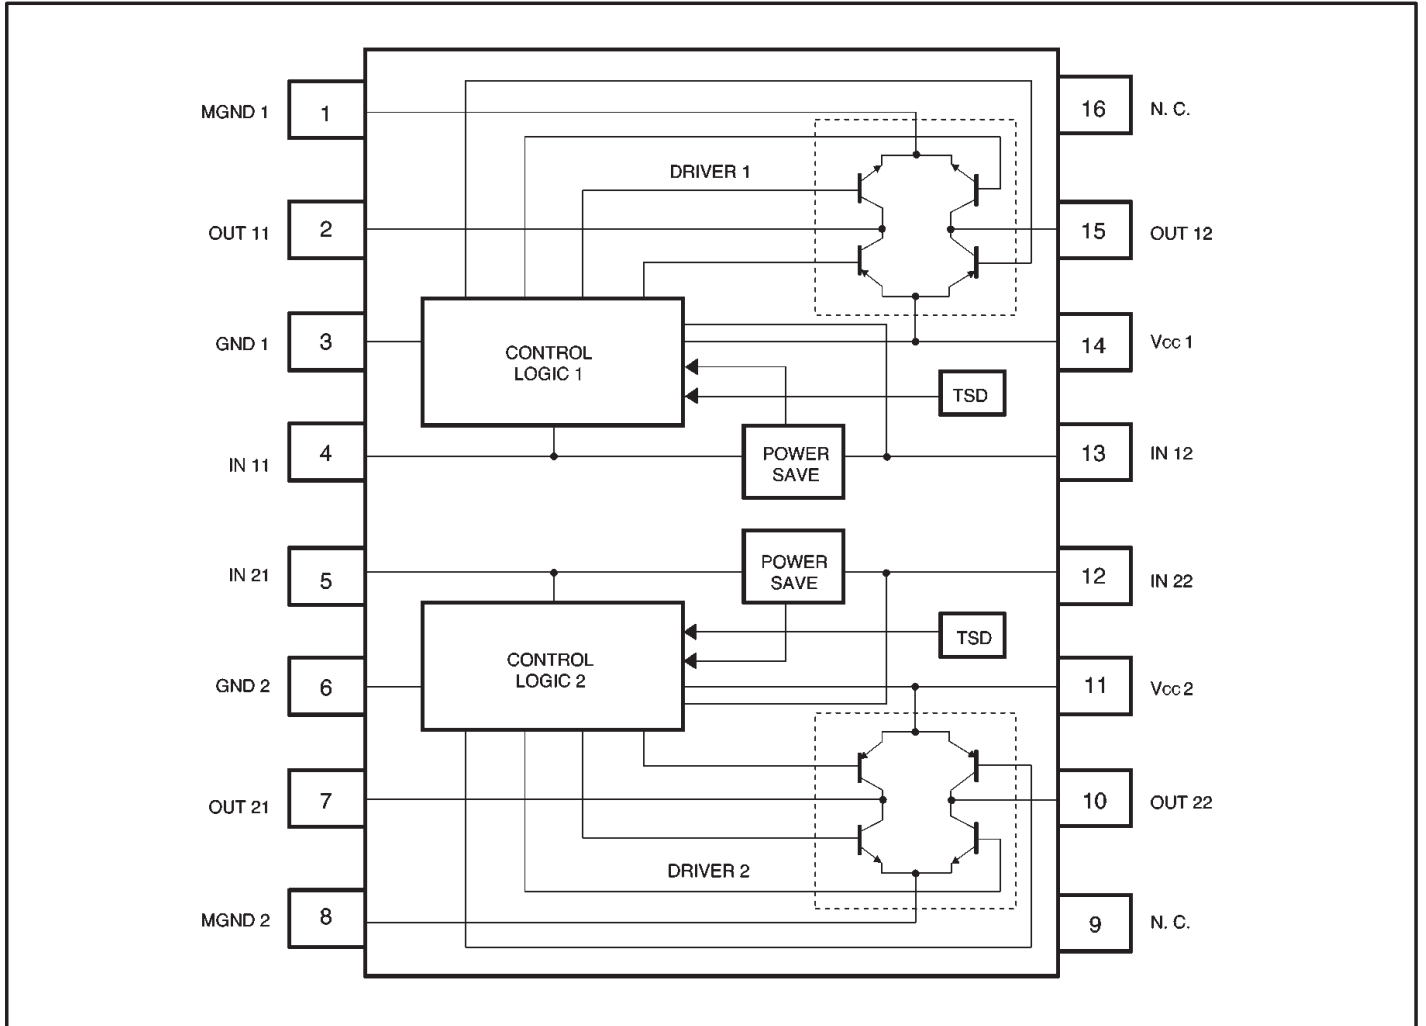 MGND 1
1
16
N. C.
DRIVER 1
OUT 11
2
15
OUT 12
GND 1
3
CONTROL
LOGIC 1
14
Vcc 1
TSD
IN 11
4
POWER
SAVE
13
IN 12
IN 21
5
POWER
SAVE
12
IN 22
TSD
GND 2
6
CONTROL
LOGIC 2
11
Vcc 2
OUT 21
7
10
OUT 22
DRIVER 2
MGND 2
8
9
N. C.